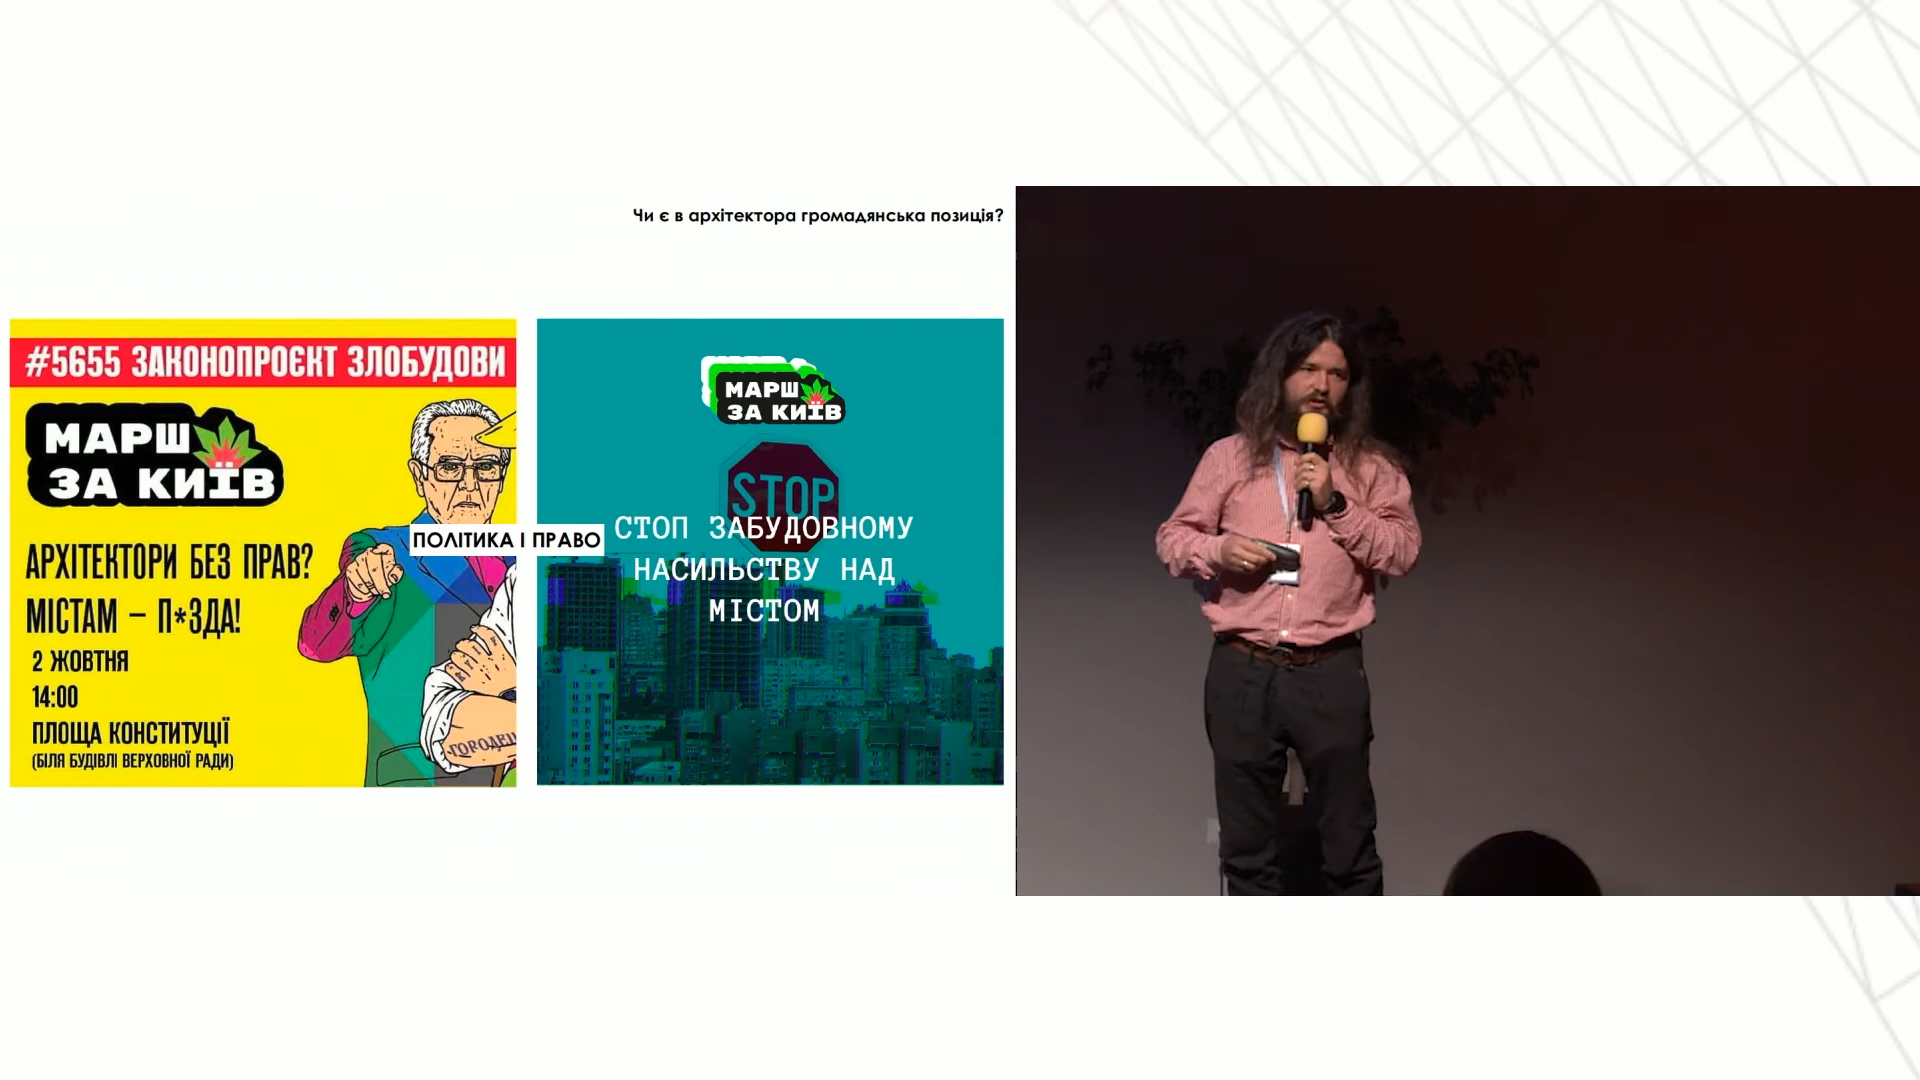 Чи є в архітектора громадянська позиція?
#5655 ЗАКОНОПРОЄКТ ЗЛОБУДОВИ
МАРШ
ЗА КИЇВ
АРХІТЕКТОРИ БЕЗ ПРАВ?
МІСТАМ – П*ЗДА!
2 ЖОВТНЯ
14:00
ПЛОЩА КОНСТИТУЦІЇ
(БІЛЯ БУДІВЛІ ВЕРХОВНОЇ РАДИ)
ПОЛІТИКА І ПРАВО
МАРШ
ЗА КИЇВ
STOP
СТОП ЗАБУДОВНОМУ
НАСИЛЬСТВУ НАД
МІСТОМ